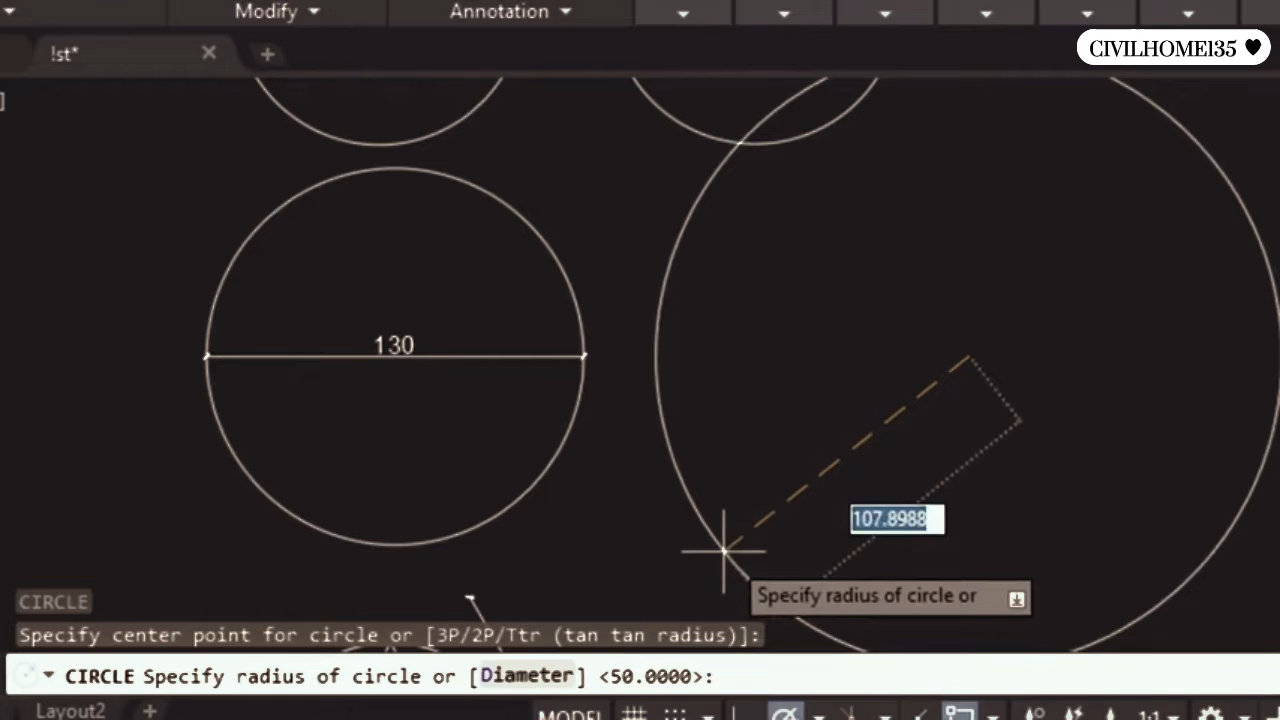 Modify
Annotation
!st*
CIVILHOME135
]
130
107.8988
Specify radius of circle or
CIRCLE
Specify center point for circle or [3P/2P/Ttr (tan tan radius)]:
CIRCLE Specify radius of circle or [Diameter] <50.0000>:
Layout2
MODEL
1:1